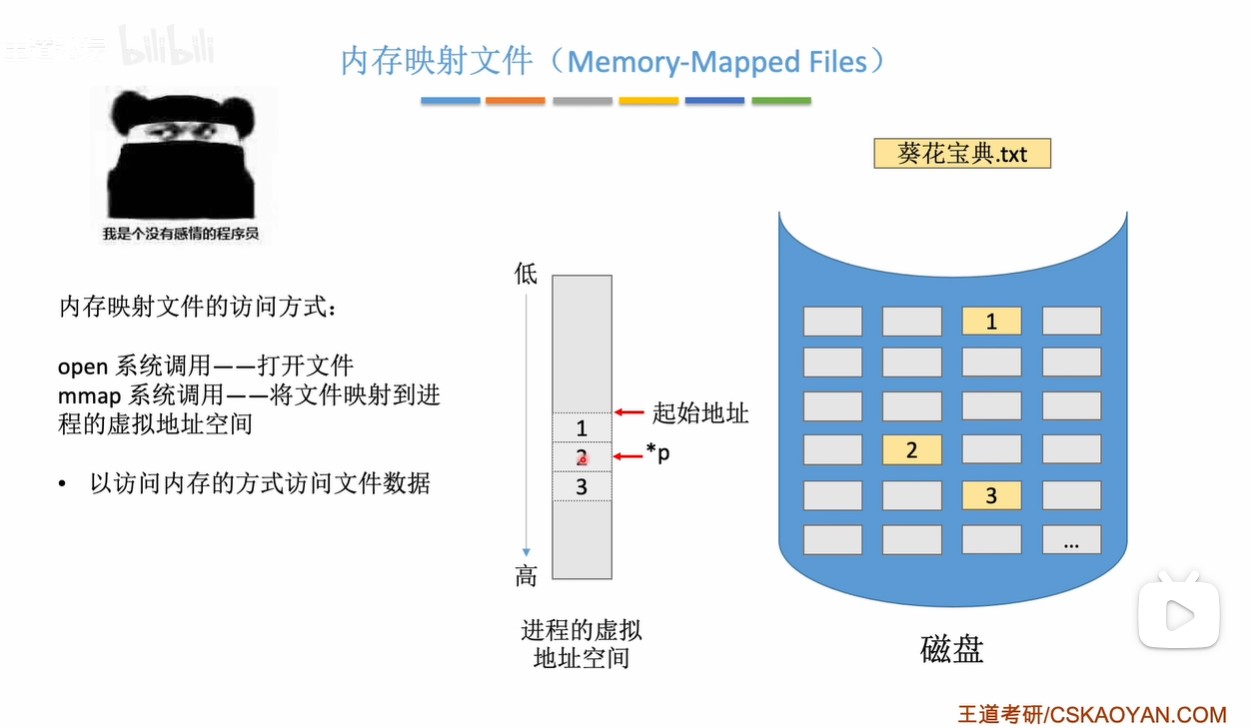 bilibili
内存映射文件（Memory-Mapped Files）
葵花宝典.txt
我是个没有感情的程序员
内存映射文件的访问方式：
open 系统调用——打开文件
mmap 系统调用——将文件映射到进
程的虚拟地址空间
• 以访问内存的方式访问文件数据
低
起始地址
1
2
*p
3
高
进程的虚拟
地址空间
1
2
3
...
磁盘
王道考研/CSKAOYAN.COM